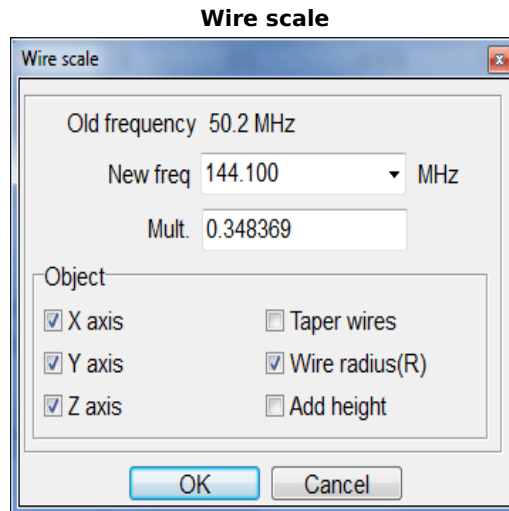 Wire scale
Wire scale
Old frequency 50.2 MHz
New freq 144.100 MHz
Mult. 0.348369
Object
X axis Taper wires
Y axis Wire radius(R)
Z axis Add height
OK Cancel